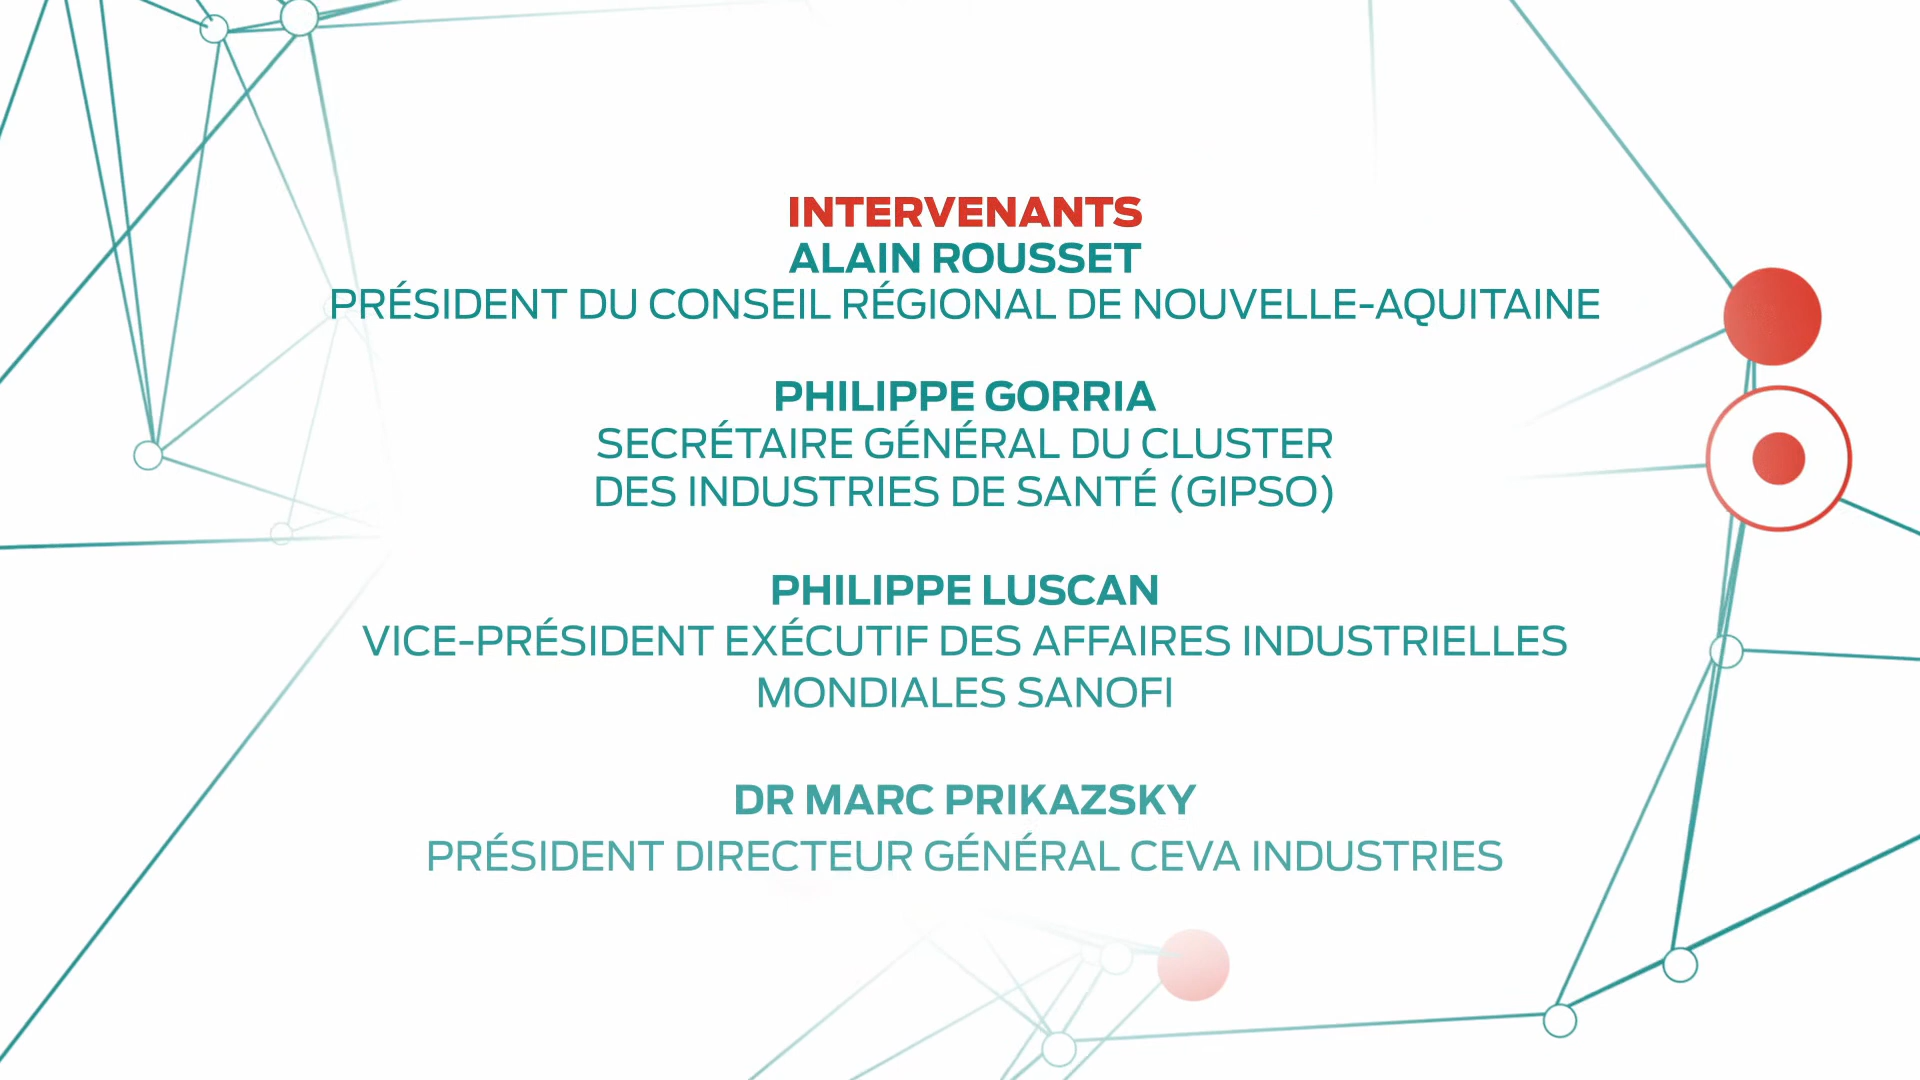 INTERVENANTS
ALAIN ROUSSET
PRÉSIDENT DU CONSEIL RÉGIONAL DE NOUVELLE-AQUITAINE
PHILIPPE GORRIA
SECRÉTAIRE GÉNÉRAL DU CLUSTER
DES INDUSTRIES DE SANTÉ (GIPSO)
PHILIPPE LUSCAN
VICE-PRÉSIDENT EXÉCUTIF DES AFFAIRES INDUSTRIELLES
MONDIALES SANOFI
DR MARC PRIKAZSKY
PRÉSIDENT DIRECTEUR GÉNÉRAL CEVA INDUSTRIES